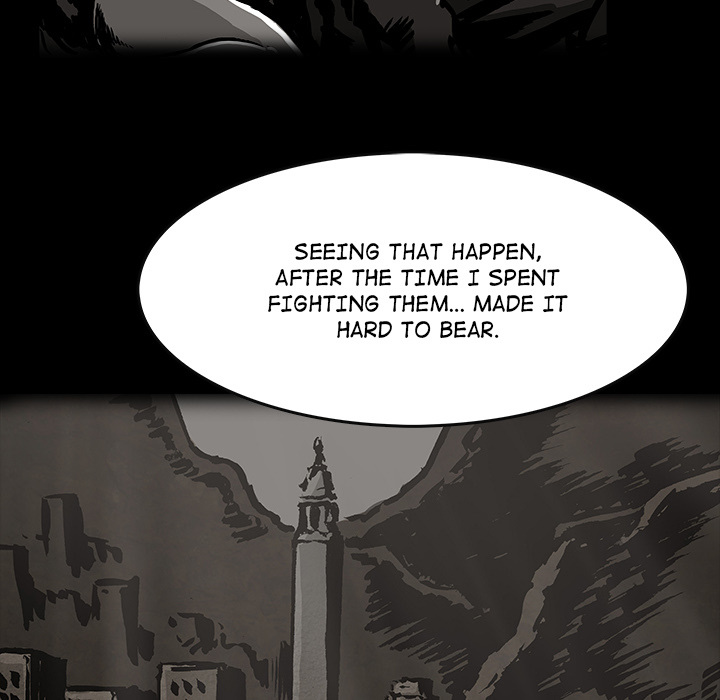 SEEING THAT HAPPEN,
AFTER THE TIME I SPENT
FIGHTING THEM... MADE IT
HARD TO BEAR.